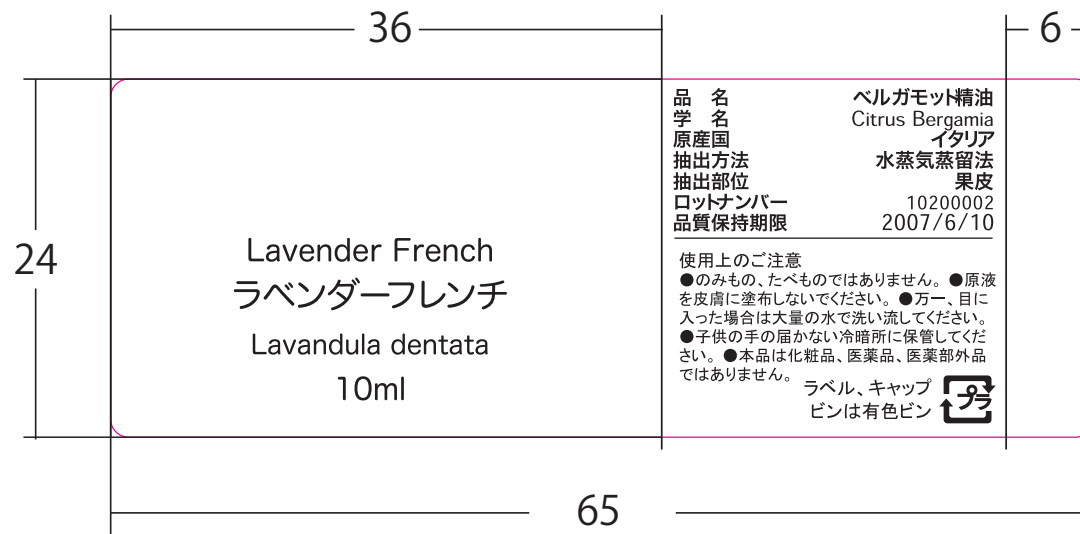 36
6
24
Lavender French
ラベンダーフレンチ
Lavandula dentata
10ml
品　名　ベルガモット精油
学　名　Citrus Bergamia
原産国　イタリア
抽出方法　水蒸気蒸留法
抽出部位　果皮
ロットナンバー　10200002
品質保持期限　2007/6/10
使用上のご注意
●のみもの、たべものではありません。●原液
を皮膚に塗布しないでください。●万一、目に
入った場合は大量の水で洗い流してください。
●子供の手の届かない冷暗所に保管してくだ
さい。●本品は化粧品、医薬品、医薬部外品
ではありません。
ラベル、キャップ
ビンは有色ビン
プラ
65